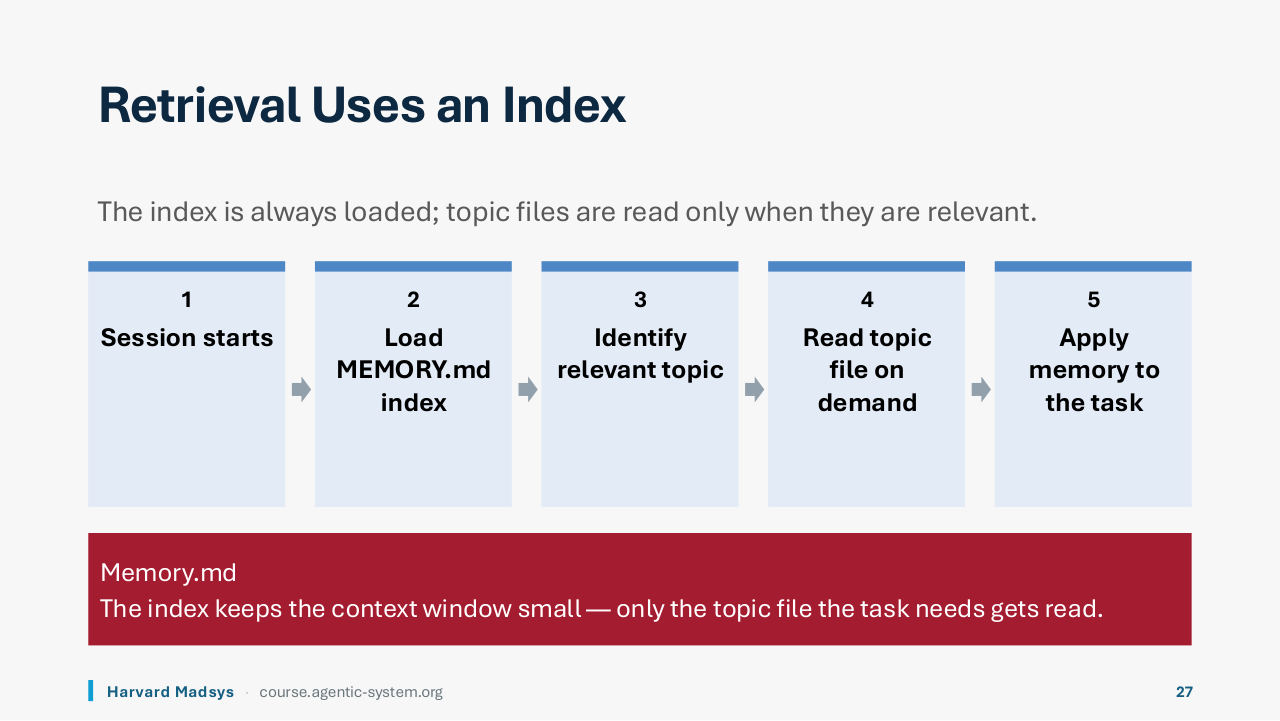 Retrieval Uses an Index
The index is always loaded; topic files are read only when they are relevant.
1
Session starts
2
Load
MEMORY.md
index
3
Identify
relevant topic
4
Read topic
file on
demand
5
Apply
memory to
the task
Memory.md
The index keeps the context window small — only the topic file the task needs gets read.
Harvard Madsys · course.agentic-system.org
27